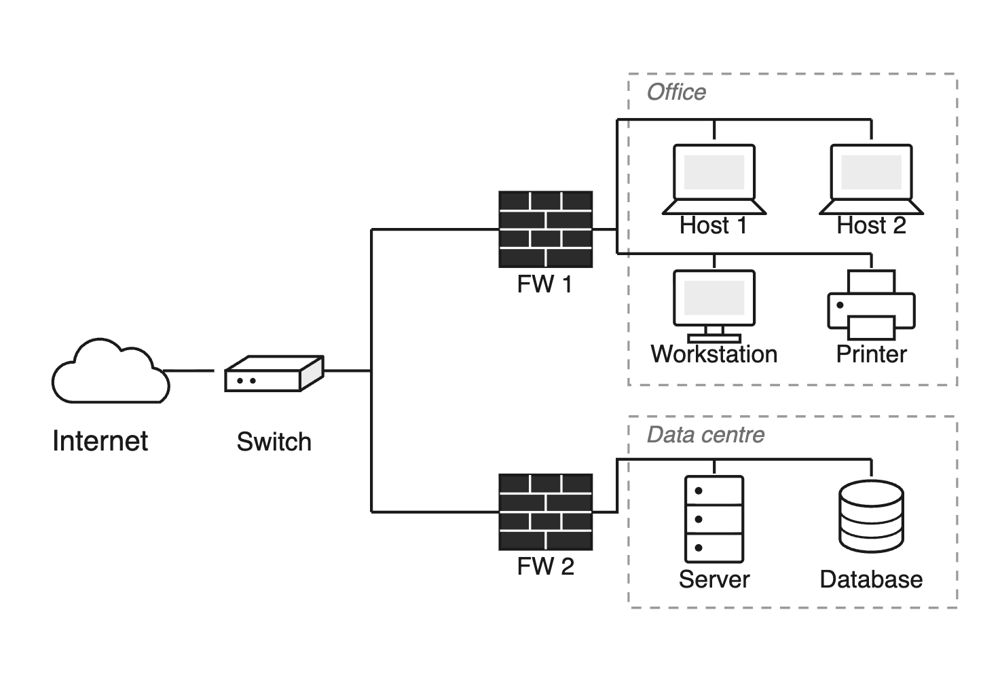 Office
Host 1
Host 2
FW 1
Workstation
Printer
Internet
Switch
Data centre
FW 2
Server
Database